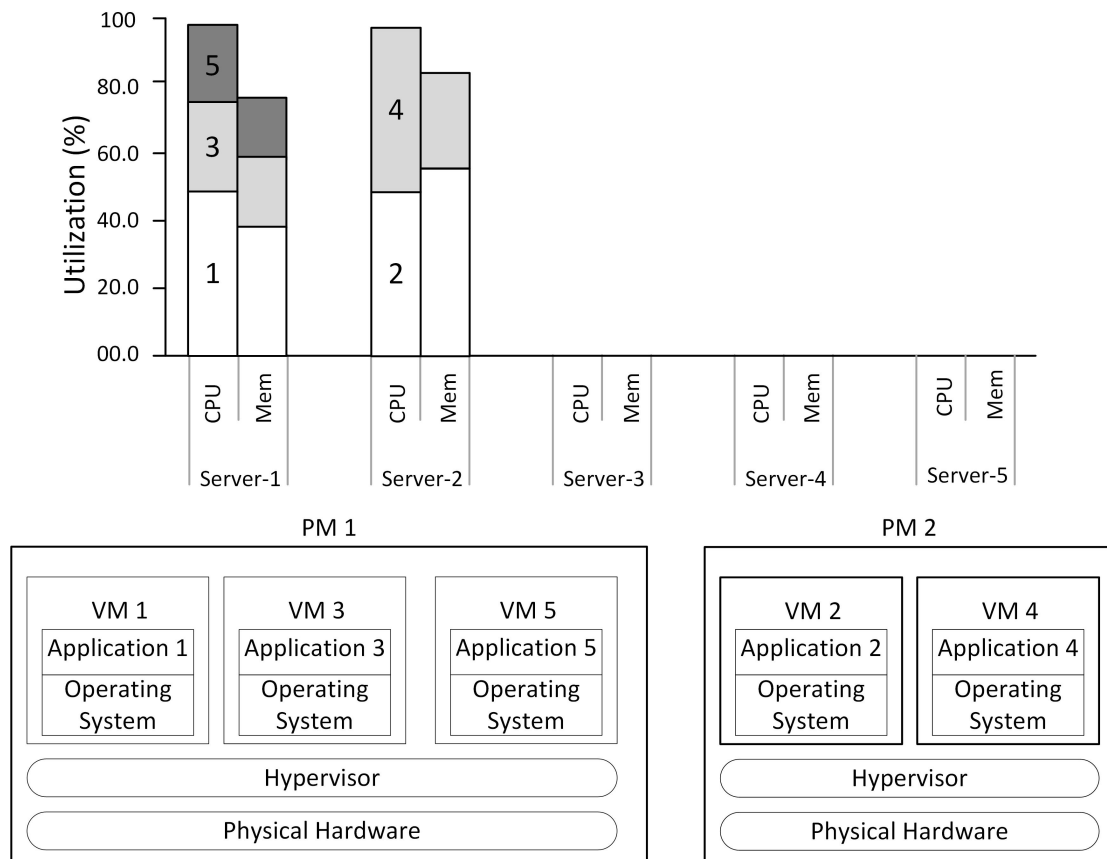 100
80.0
60.0
40.0
20.0
00.0
Utilization (%)
5
3
1
4
2
CPU
Mem
CPU
Mem
CPU
Mem
CPU
Mem
CPU
Mem
Server-1
Server-2
Server-3
Server-4
Server-5
PM 1
VM 1
Application 1
Operating
System
VM 3
Application 3
Operating
System
VM 5
Application 5
Operating
System
Hypervisor
Physical Hardware
PM 2
VM 2
Application 2
Operating
System
VM 4
Application 4
Operating
System
Hypervisor
Physical Hardware